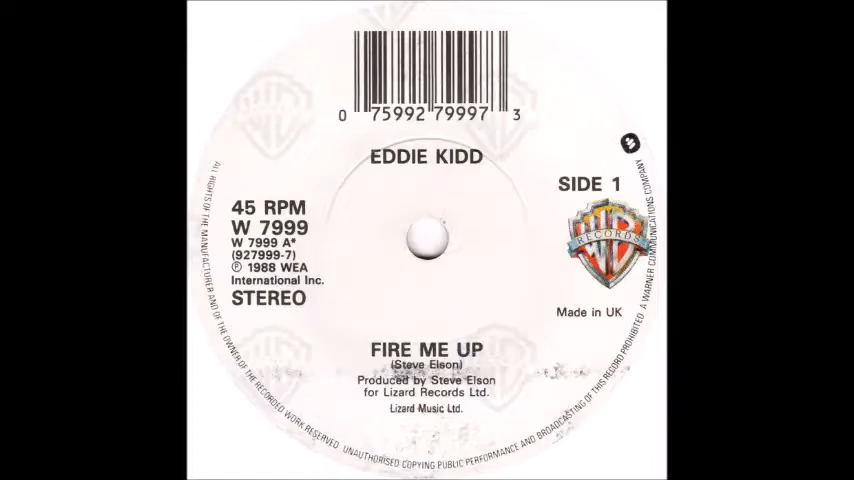 0 75992 79997 3
EDDIE KIDD
SIDE 1
45 RPM
W 7999
W 7999 A*
(927999-7)
℗ 1988 WEA
International Inc.
STEREO
WB
RECORDS
Made in UK
FIRE ME UP
(Steve Elson)
Produced by Steve Elson
for Lizard Records Ltd.
Lizard Music Ltd.
ALL RIGHTS OF THE MANUFACTURER AND OF THE OWNER OF THE RECORDED WORK RESERVED. UNAUTHORISED COPYING PUBLIC PERFORMANCE AND BROADCASTING OF THIS RECORD PROHIBITED. A WARNER COMMUNICATIONS COMPANY